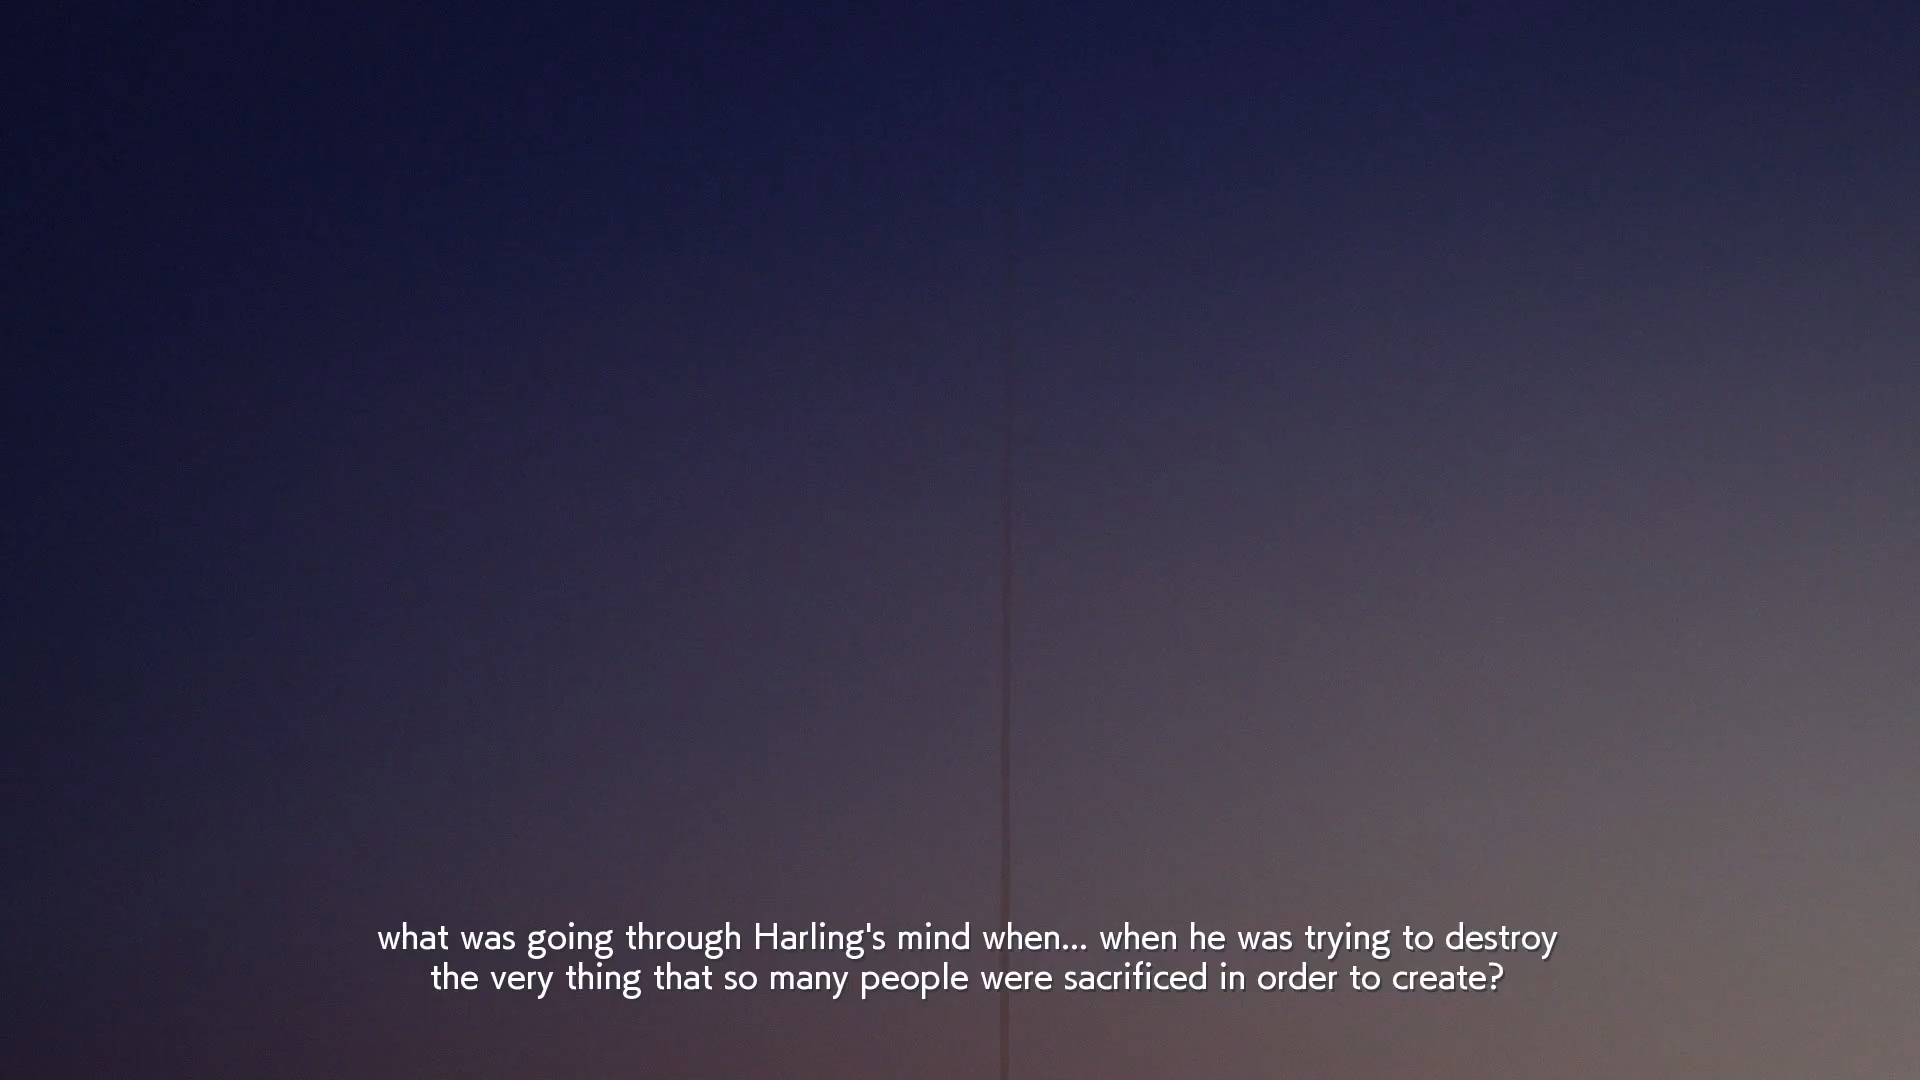 what was going through Harling's mind when... when he was trying to destroy
the very thing that so many people were sacrificed in order to create?